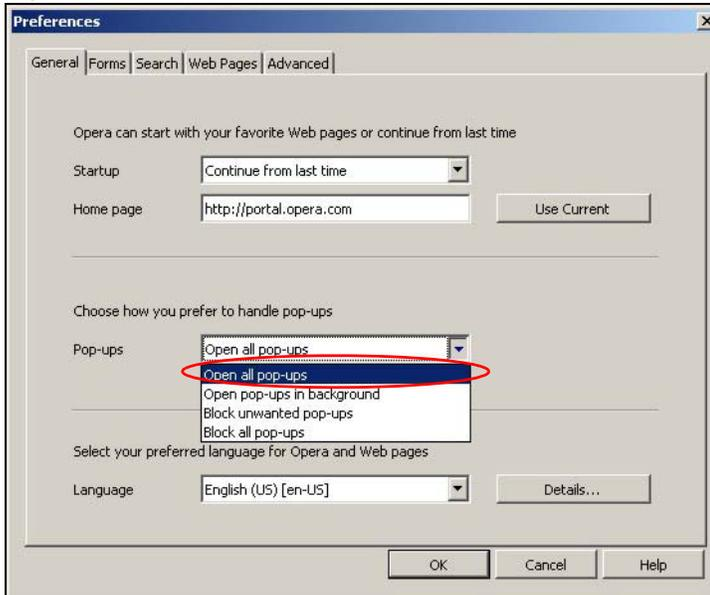 Preferences
General Forms Search Web Pages Advanced
Opera can start with your favorite Web pages or continue from last time
Startup Continue from last time
Home page http://portal.opera.com Use Current
Choose how you prefer to handle pop-ups
Pop-ups Open all pop-ups
Open all pop-ups
Open pop-ups in background
Block unwanted pop-ups
Block all pop-ups
Select your preferred language for Opera and Web pages
Language English (US) [en-US] Details...
OK Cancel Help